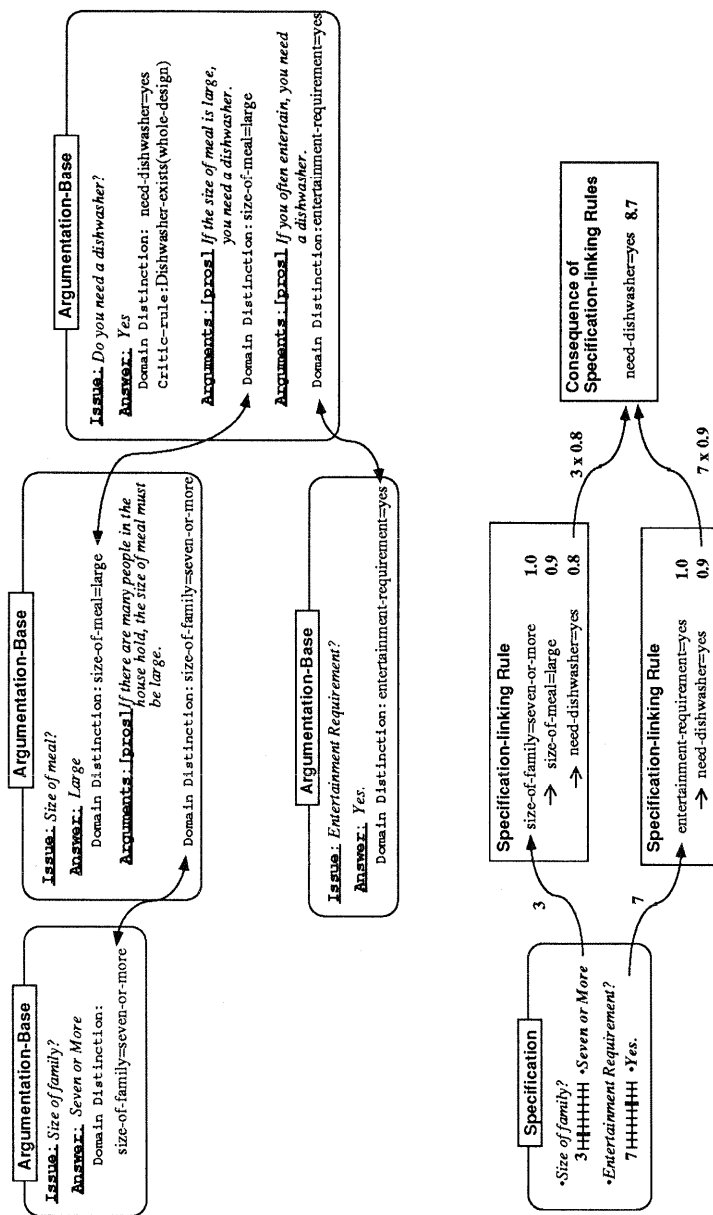 Argumentation-Base
Issue: Size of family?
Answer: Seven or More
Domain Distinction:
size-of-family=seven-or-more
Argumentation-Base
Issue: Size of meal?
Answer: Large
Domain Distinction: size-of-meal=large
Arguments:[pros] If there are many people in the
house hold, the size of meal must
be large.
Domain Distinction: size-of-family=seven-or-more
Argumentation-Base
Issue: Do you need a dishwasher?
Answer: Yes
Domain Distinction: need-dishwasher=yes
Critic-rule:Dishwasher-exists(whole-design)
Arguments:[pros] If the size of meal is large,
you need a dishwasher.
Domain Distinction:size-of-meal=large
Arguments:[pros] If you often entertain, you need
a dishwasher.
Domain Distinction:entertainment-requirement=yes
Argumentation-Base
Issue: Entertainment Requirement?
Answer: Yes.
Domain Distinction:entertainment-requirement=yes
Specification
•Size of family?
3 •Seven or More
•Entertainment Requirement?
7 •Yes.
3
7
Specification-linking Rule
size-of-family=seven-or-more 1.0
→ size-of-meal=large 0.9
→ need-dishwasher=yes 0.8
Specification-linking Rule
entertainment-requirement=yes 1.0
→ need-dishwasher=yes 0.9
3 x 0.8
7 x 0.9
Consequence of
Specification-linking Rules
need-dishwasher=yes 8.7